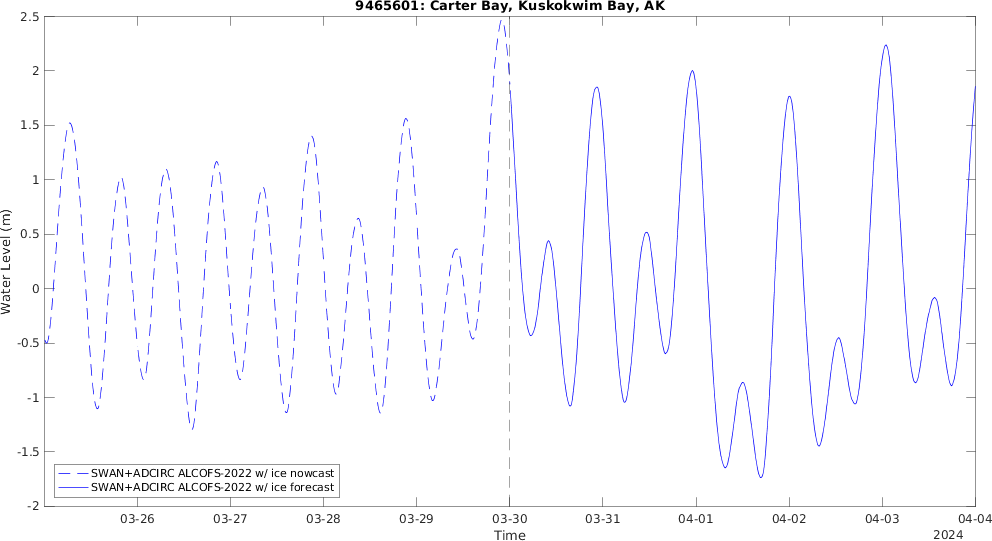 9465601: Carter Bay, Kuskokwim Bay, AK
2.5
2
1.5
1
0.5
0
-0.5
-1
-1.5
-2
Water Level (m)
SWAN+ADCIRC ALCOFS-2022 w/ ice nowcast
SWAN+ADCIRC ALCOFS-2022 w/ ice forecast
03-26 03-27 03-28 03-29 03-30 03-31 04-01 04-02 04-03 04-04
Time
2024